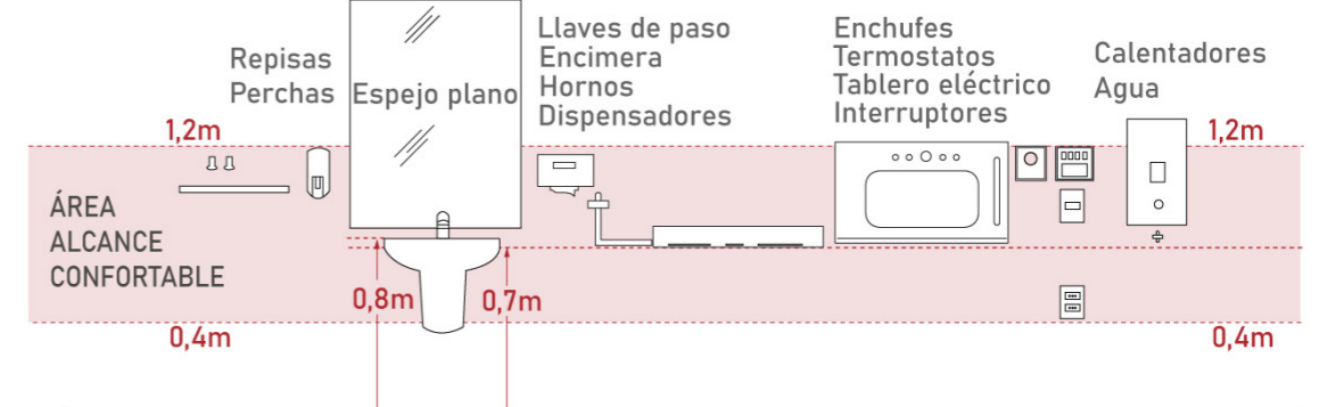 Repisas
Perchas
Espejo plano
Llaves de paso
Encimera
Hornos
Dispensadores
Enchufes
Termostatos
Tablero eléctrico
Interruptores
Calentadores
Agua
1,2m
1,2m
ÁREA
ALCANCE
CONFORTABLE
0,8m
0,7m
0,4m
0,4m